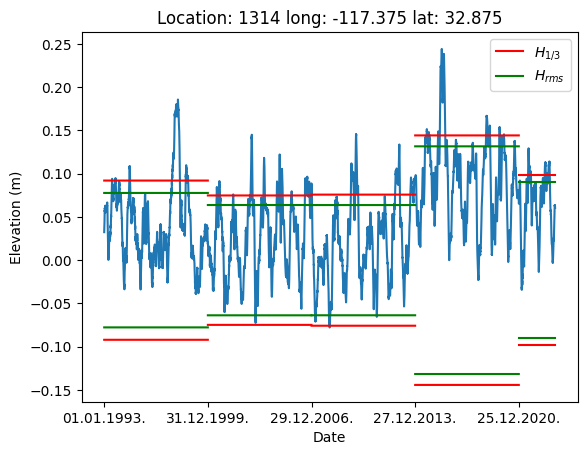 Location: 1314 long: -117.375 lat: 32.875
H1/3
Hrms
0.25
0.20
0.15
0.10
0.05
0.00
−0.05
−0.10
−0.15
Elevation (m)
01.01.1993. 31.12.1999. 29.12.2006. 27.12.2013. 25.12.2020.
Date